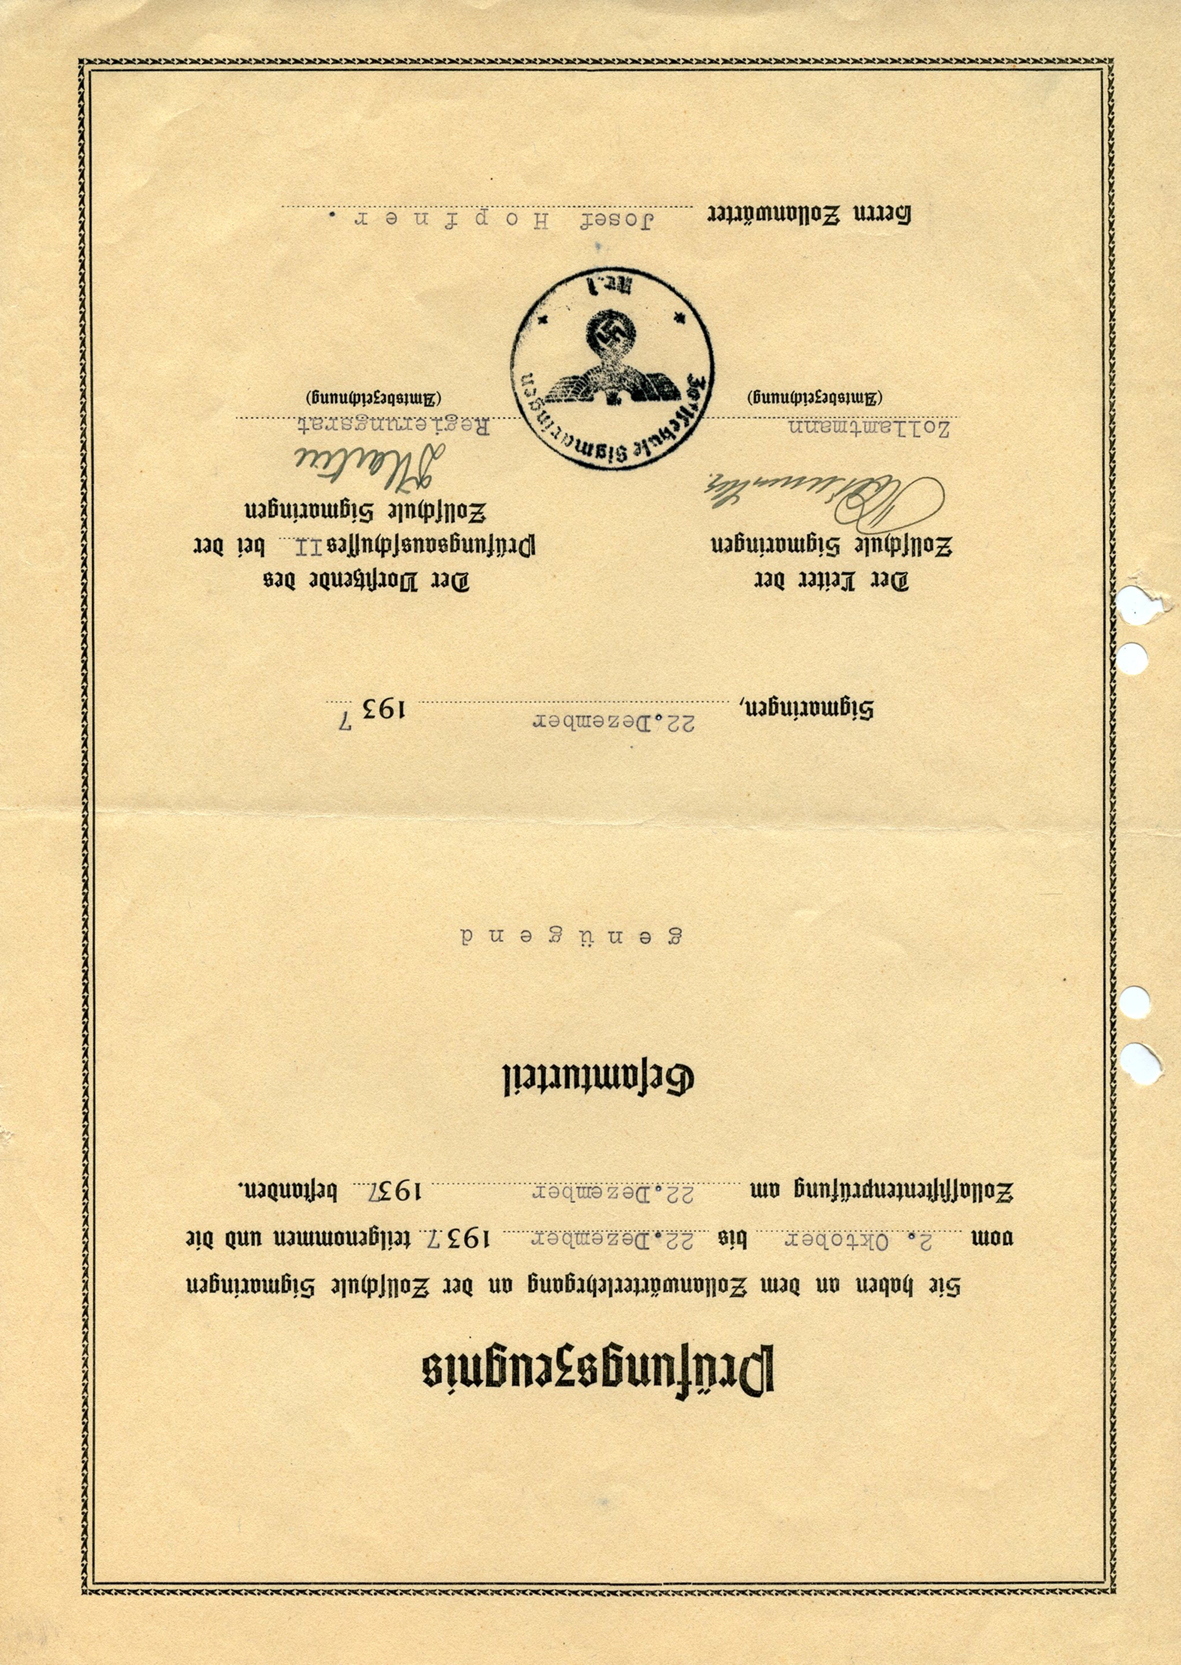 Prüfungszeugnis
Sie haben an dem Zollanwärterlehrgang an der Zollschule Sigmaringen
vom 2. Oktober bis 22.Dezember 1937 teilgenommen und die
Zollassistentenprüfung am 22.Dezember 1937 bestanden.
Gesamturteil
genügend
Sigmaringen, 22.Dezember 1937
Der Leiter der
Zollschule Sigmaringen
Zollamtmann
(Amtsbezeichnung)
Der Vorsitzende des
Prüfungsausschusses II bei der
Zollschule Sigmaringen
Regierungsrat
(Amtsbezeichnung)
Zollschule Sigmaringen
Nr.1
Herrn Zollanwärter Josef Hopfner.